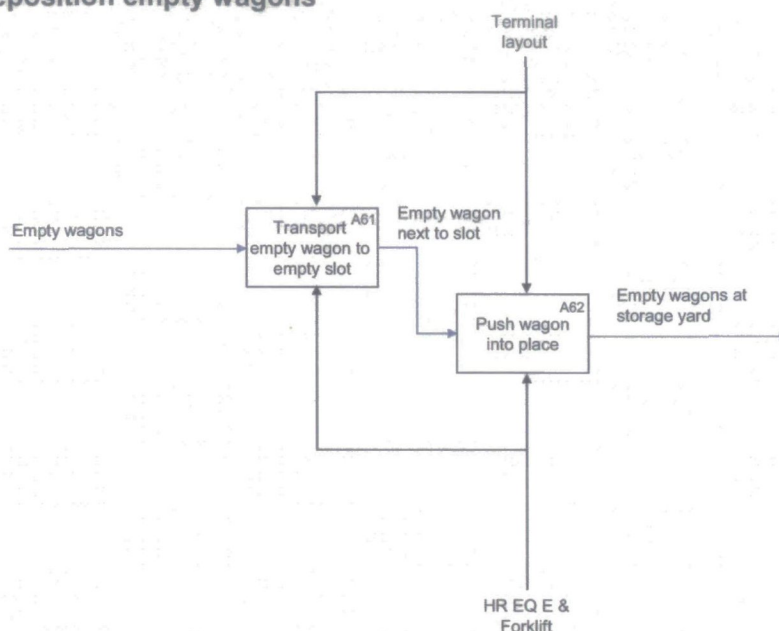 eposition empty wagons
Terminal
layout
Empty wagons
A61
Transport
empty wagon to
empty slot
Empty wagon
next to slot
A62
Push wagon
into place
Empty wagons at
storage yard
HR EQ E &
Forklift